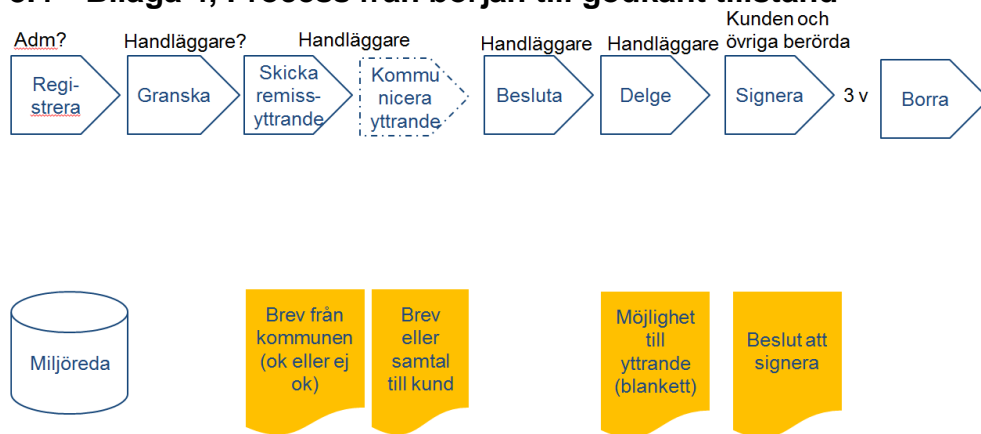 Bilaga 4, Process från början till godkänt tillstånd
Adm?
Handläggare?
Handläggare
Handläggare
Handläggare
Kunden och
övriga berörda
Regi-
strera
Granska
Skicka
remiss-
yttrande
Kommu
nicera
yttrande
Besluta
Delge
Signera
3 v
Borra
Miljöreda
Brev från
kommunen
(ok eller ej
ok)
Brev
eller
samtal
till kund
Möjlighet
till
yttrande
(blankett)
Beslut att
signera